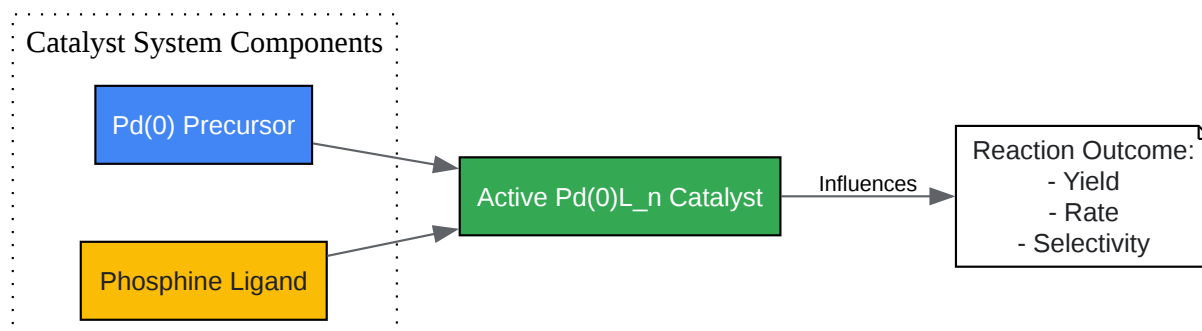 Catalyst System Components
Pd(0) Precursor
Phosphine Ligand
Active Pd(0)L_n Catalyst
Influences
Reaction Outcome:
- Yield
- Rate
- Selectivity